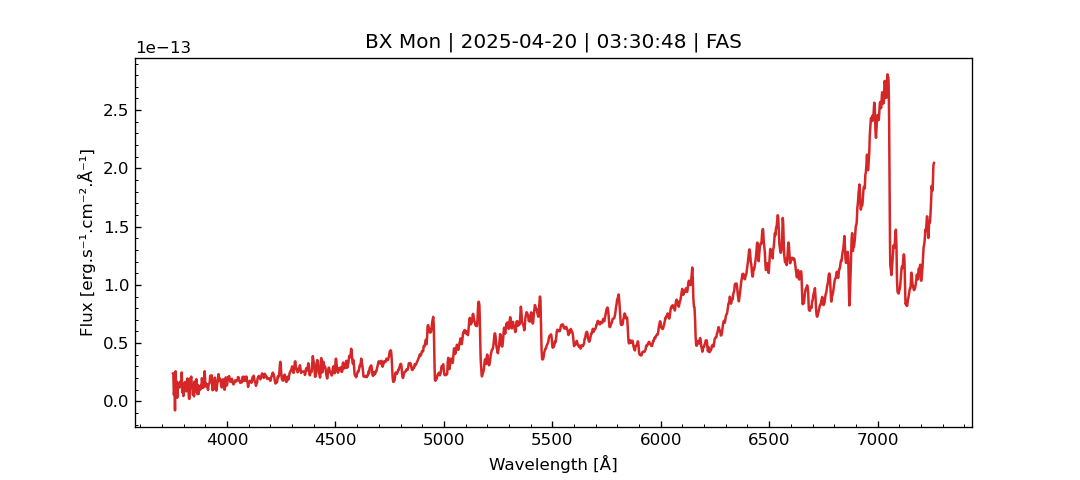 BX Mon | 2025-04-20 | 03:30:48 | FAS
1e−13
2.5
2.0
1.5
1.0
0.5
0.0
Flux [erg.s⁻¹.cm⁻².Å⁻¹]
4000 4500 5000 5500 6000 6500 7000
Wavelength [Å]